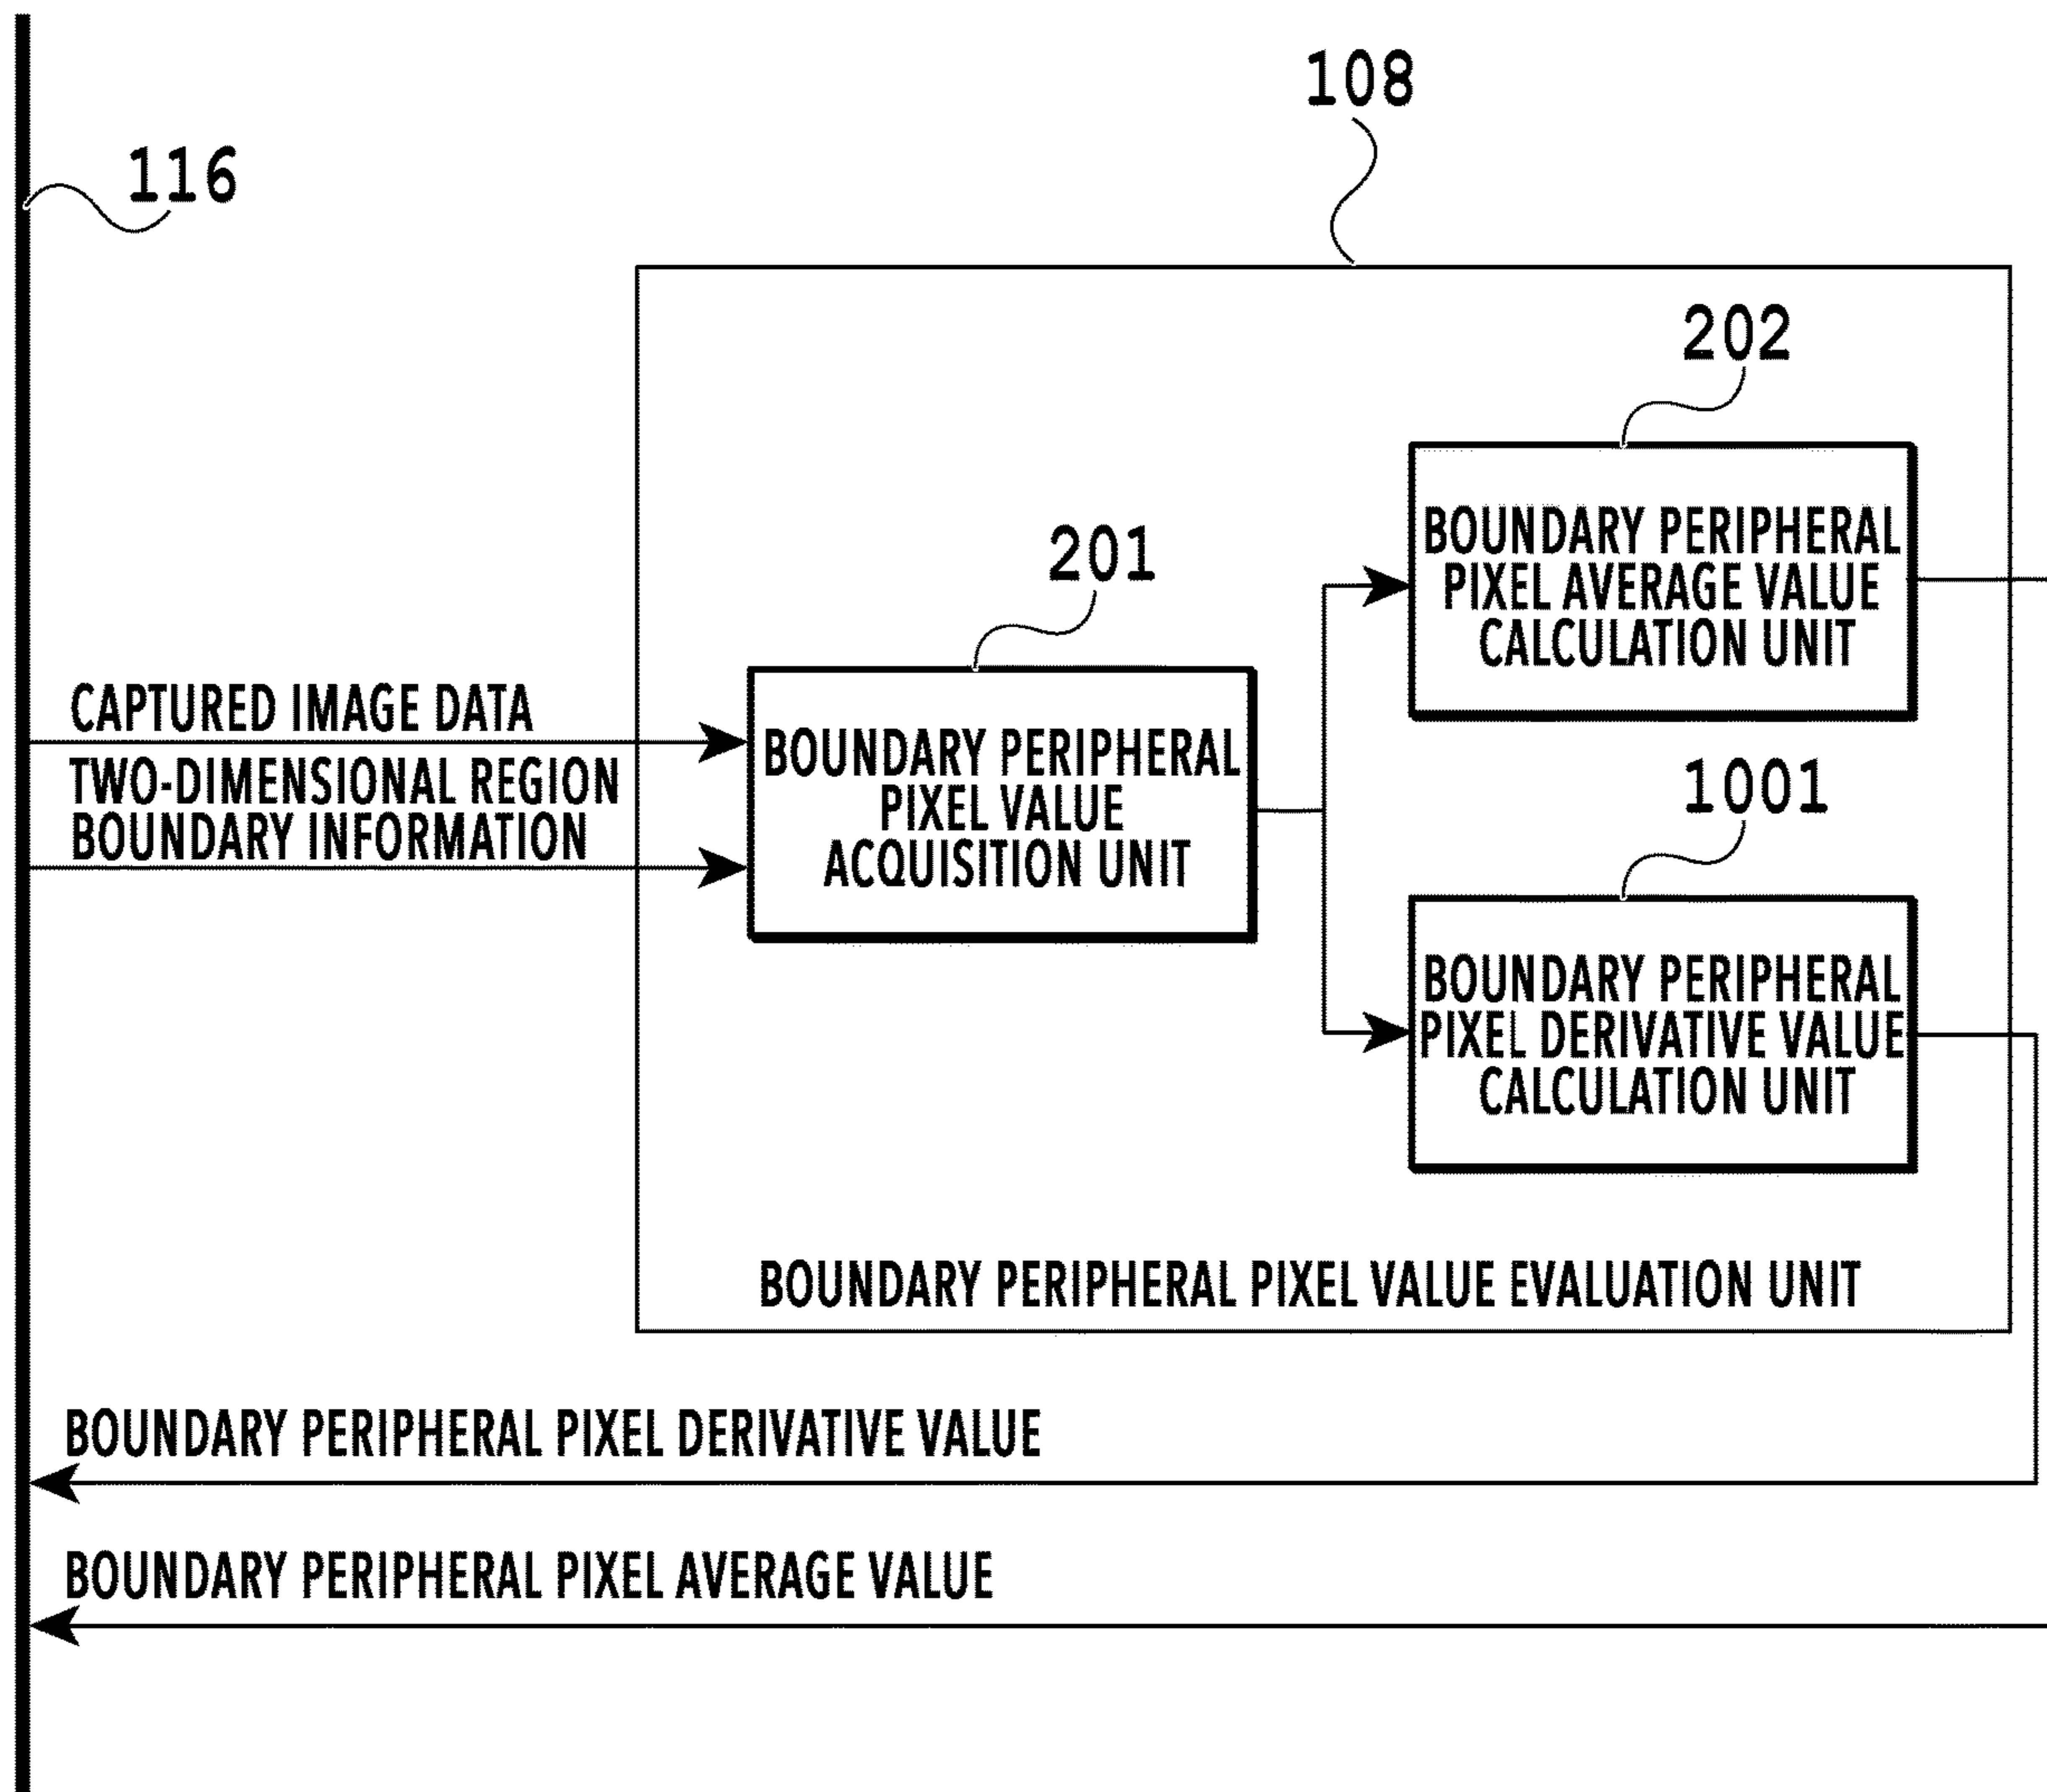 108
116
202
BOUNDARY PERIPHERAL
PIXEL AVERAGE VALUE
CALCULATION UNIT
201
CAPTURED IMAGE DATA
TWO-DIMENSIONAL REGION
BOUNDARY INFORMATION
BOUNDARY PERIPHERAL
PIXEL VALUE
ACQUISITION UNIT
1001
BOUNDARY PERIPHERAL
PIXEL DERIVATIVE VALUE
CALCULATION UNIT
BOUNDARY PERIPHERAL PIXEL VALUE EVALUATION UNIT
BOUNDARY PERIPHERAL PIXEL DERIVATIVE VALUE
BOUNDARY PERIPHERAL PIXEL AVERAGE VALUE